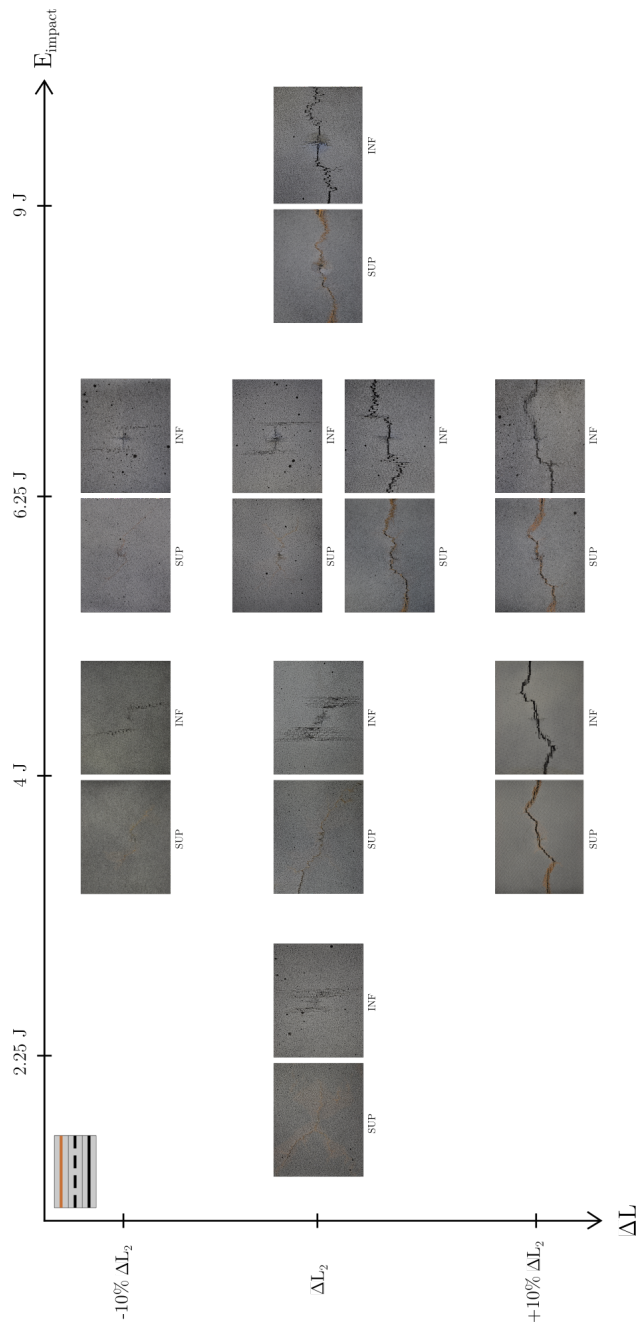 E_impact
9 J
INF
SUP
6.25 J
INF
INF
INF
INF
SUP
SUP
SUP
SUP
4 J
INF
INF
INF
SUP
SUP
SUP
2.25 J
INF
SUP
-10% ΔL₂
ΔL₂
+10% ΔL₂
ΔL